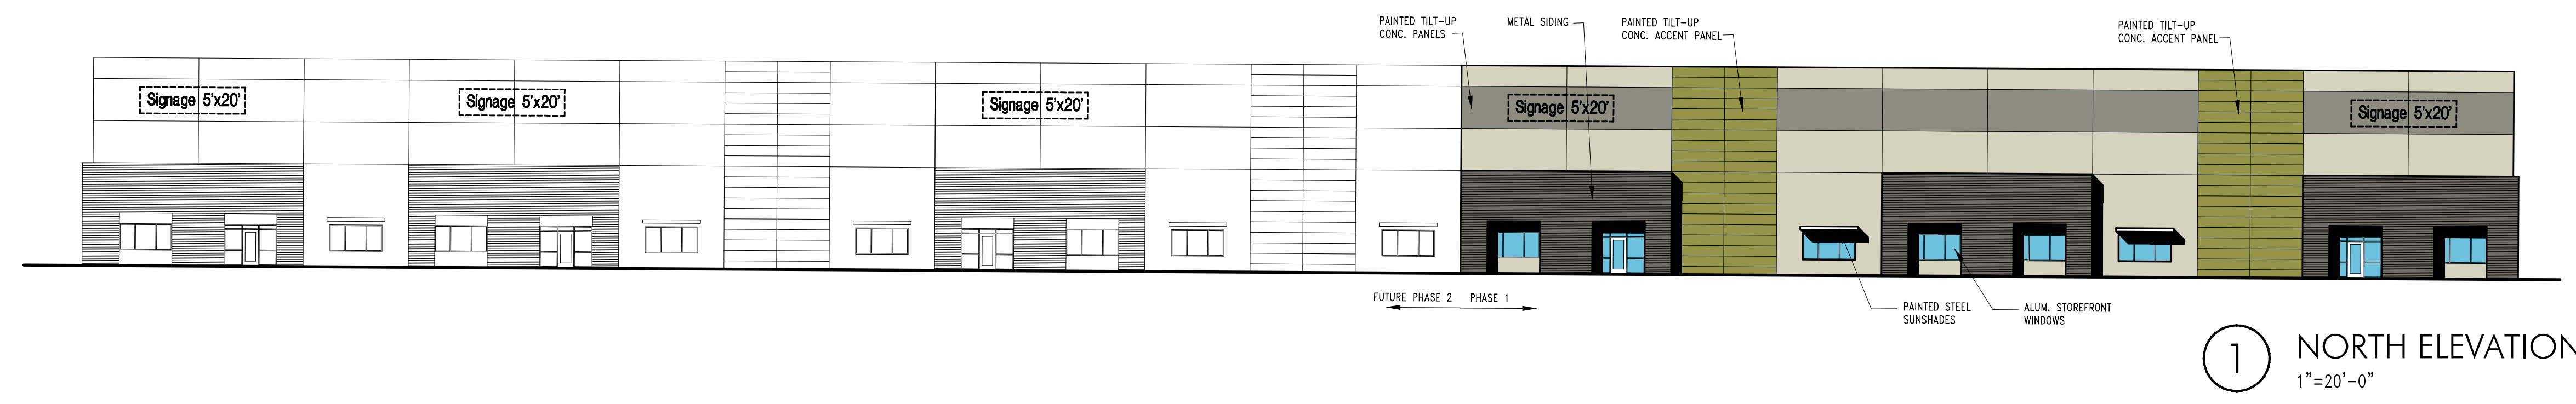 PAINTED TILT-UP
CONC. PANELS
METAL SIDING
PAINTED TILT-UP
CONC. ACCENT PANEL
PAINTED TILT-UP
CONC. ACCENT PANEL
Signage 5'x20'
Signage 5'x20'
Signage 5'x20'
Signage 5'x20'
Signage 5'x20'
FUTURE PHASE 2
PHASE 1
PAINTED STEEL
SUNSHADES
ALUM. STOREFRONT
WINDOWS
1
NORTH ELEVATION
1"=20'-0"